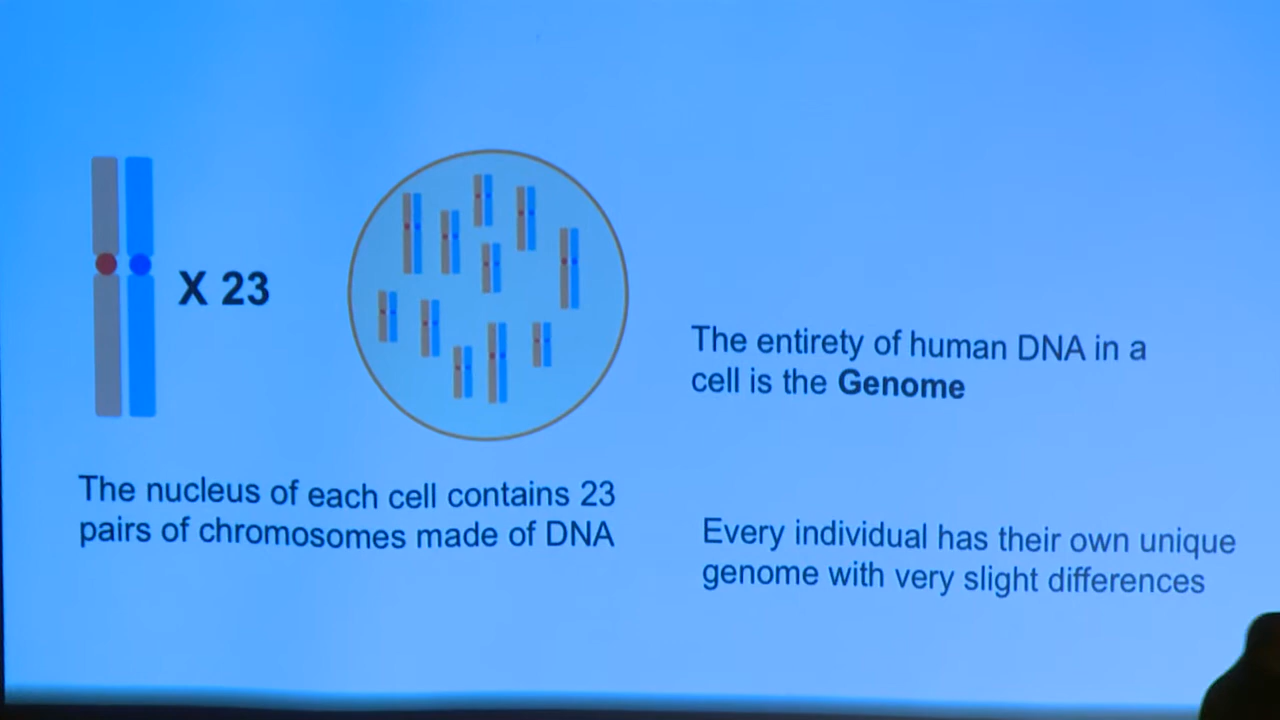 X 23
The nucleus of each cell contains 23
pairs of chromosomes made of DNA
The entirety of human DNA in a
cell is the Genome
Every individual has their own unique
genome with very slight differences